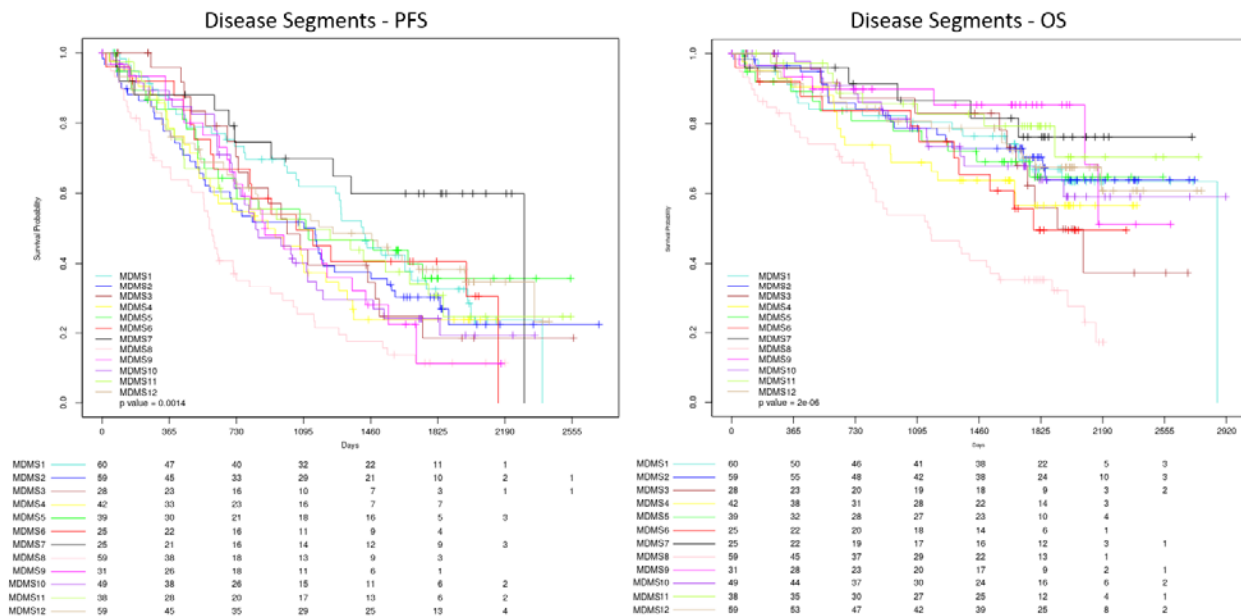 Disease Segments - PFS
Disease Segments - OS
Survival Probability
1.0
0.8
0.6
0.4
0.2
0.0
MDMS1
MDMS2
MDMS3
MDMS4
MDMS5
MDMS6
MDMS7
MDMS8
MDMS9
MDMS10
MDMS11
MDMS12
p value = 0.0014
0 365 730 1095 1460 1825 2190 2555
Days
MDMS1 60 47 40 32 22 11 1
MDMS2 59 45 33 29 21 10 2 1
MDMS3 28 23 16 10 7 3 1 1
MDMS4 42 33 23 16 7 7
MDMS5 39 30 21 18 16 5 3
MDMS6 25 22 16 11 9 4
MDMS7 25 21 16 14 12 9 3
MDMS8 59 38 18 13 9 3
MDMS9 31 26 18 11 6 1
MDMS10 49 38 26 15 11 6 2
MDMS11 38 28 20 17 13 6 2
MDMS12 59 45 35 29 25 13 4
Survival Probability
1.0
0.8
0.6
0.4
0.2
0.0
MDMS1
MDMS2
MDMS3
MDMS4
MDMS5
MDMS6
MDMS7
MDMS8
MDMS9
MDMS10
MDMS11
MDMS12
p value = 2e-06
0 365 730 1095 1460 1825 2190 2555 2920
Days
MDMS1 60 50 46 41 38 22 5 3
MDMS2 59 55 48 42 38 24 10 3
MDMS3 28 23 20 19 18 9 3 2
MDMS4 42 38 31 28 22 14 3
MDMS5 39 32 28 27 23 10 4
MDMS6 25 22 20 18 14 6 1
MDMS7 25 22 19 17 16 12 3 1
MDMS8 59 45 37 29 22 13 1
MDMS9 31 28 23 20 17 9 2 1
MDMS10 49 44 37 30 24 16 6 2
MDMS11 38 35 30 27 25 12 4 1
MDMS12 59 53 47 42 39 25 8 2